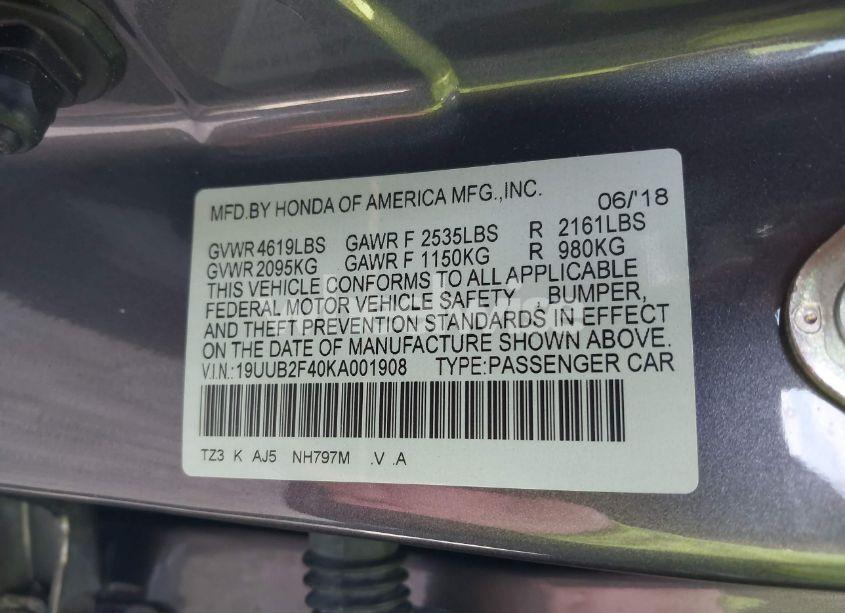 MFD.BY HONDA OF AMERICA MFG.,INC. 06/'18
GVWR 4619LBS GAWR F 2535LBS R 2161LBS
GVWR 2095KG GAWR F 1150KG R 980KG
THIS VEHICLE CONFORMS TO ALL APPLICABLE
FEDERAL MOTOR VEHICLE SAFETY, BUMPER,
AND THEFT PREVENTION STANDARDS IN EFFECT
ON THE DATE OF MANUFACTURE SHOWN ABOVE.
V.I.N.:19UUB2F40KA001908 TYPE:PASSENGER CAR
TZ3 K AJ5 NH797M .V .A